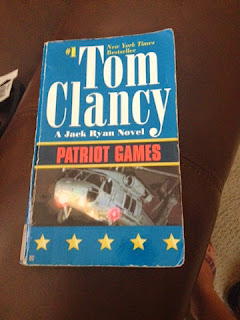 #1
New York Times
Bestseller
Tom
Clancy
A Jack Ryan Novel
PATRIOT GAMES